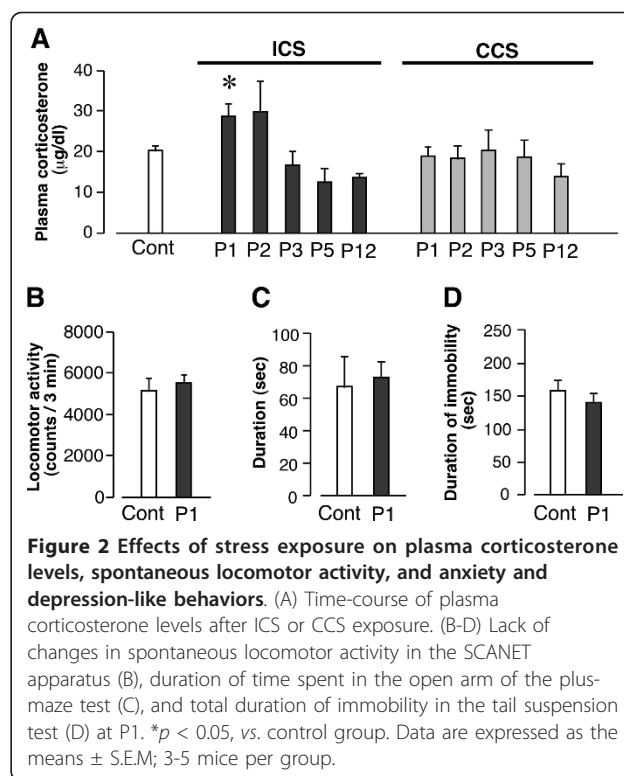 A
ICS
CCS
Plasma corticosterone
(μg/dl)
40
30
20
10
0
*
Cont
P1 P2 P3 P5 P12
P1 P2 P3 P5 P12
B
Locomotor activity
(counts / 3 min)
8000
6000
4000
2000
0
Cont P1
C
Duration (sec)
100
80
60
40
20
0
Cont P1
D
Duration of immobility
(sec)
250
200
150
100
50
0
Cont P1
Figure 2 Effects of stress exposure on plasma corticosterone
levels, spontaneous locomotor activity, and anxiety and
depression-like behaviors. (A) Time-course of plasma
corticosterone levels after ICS or CCS exposure. (B-D) Lack of
changes in spontaneous locomotor activity in the SCANET
apparatus (B), duration of time spent in the open arm of the plus-
maze test (C), and total duration of immobility in the tail suspension
test (D) at P1. *p < 0.05, vs. control group. Data are expressed as the
means ± S.E.M; 3-5 mice per group.